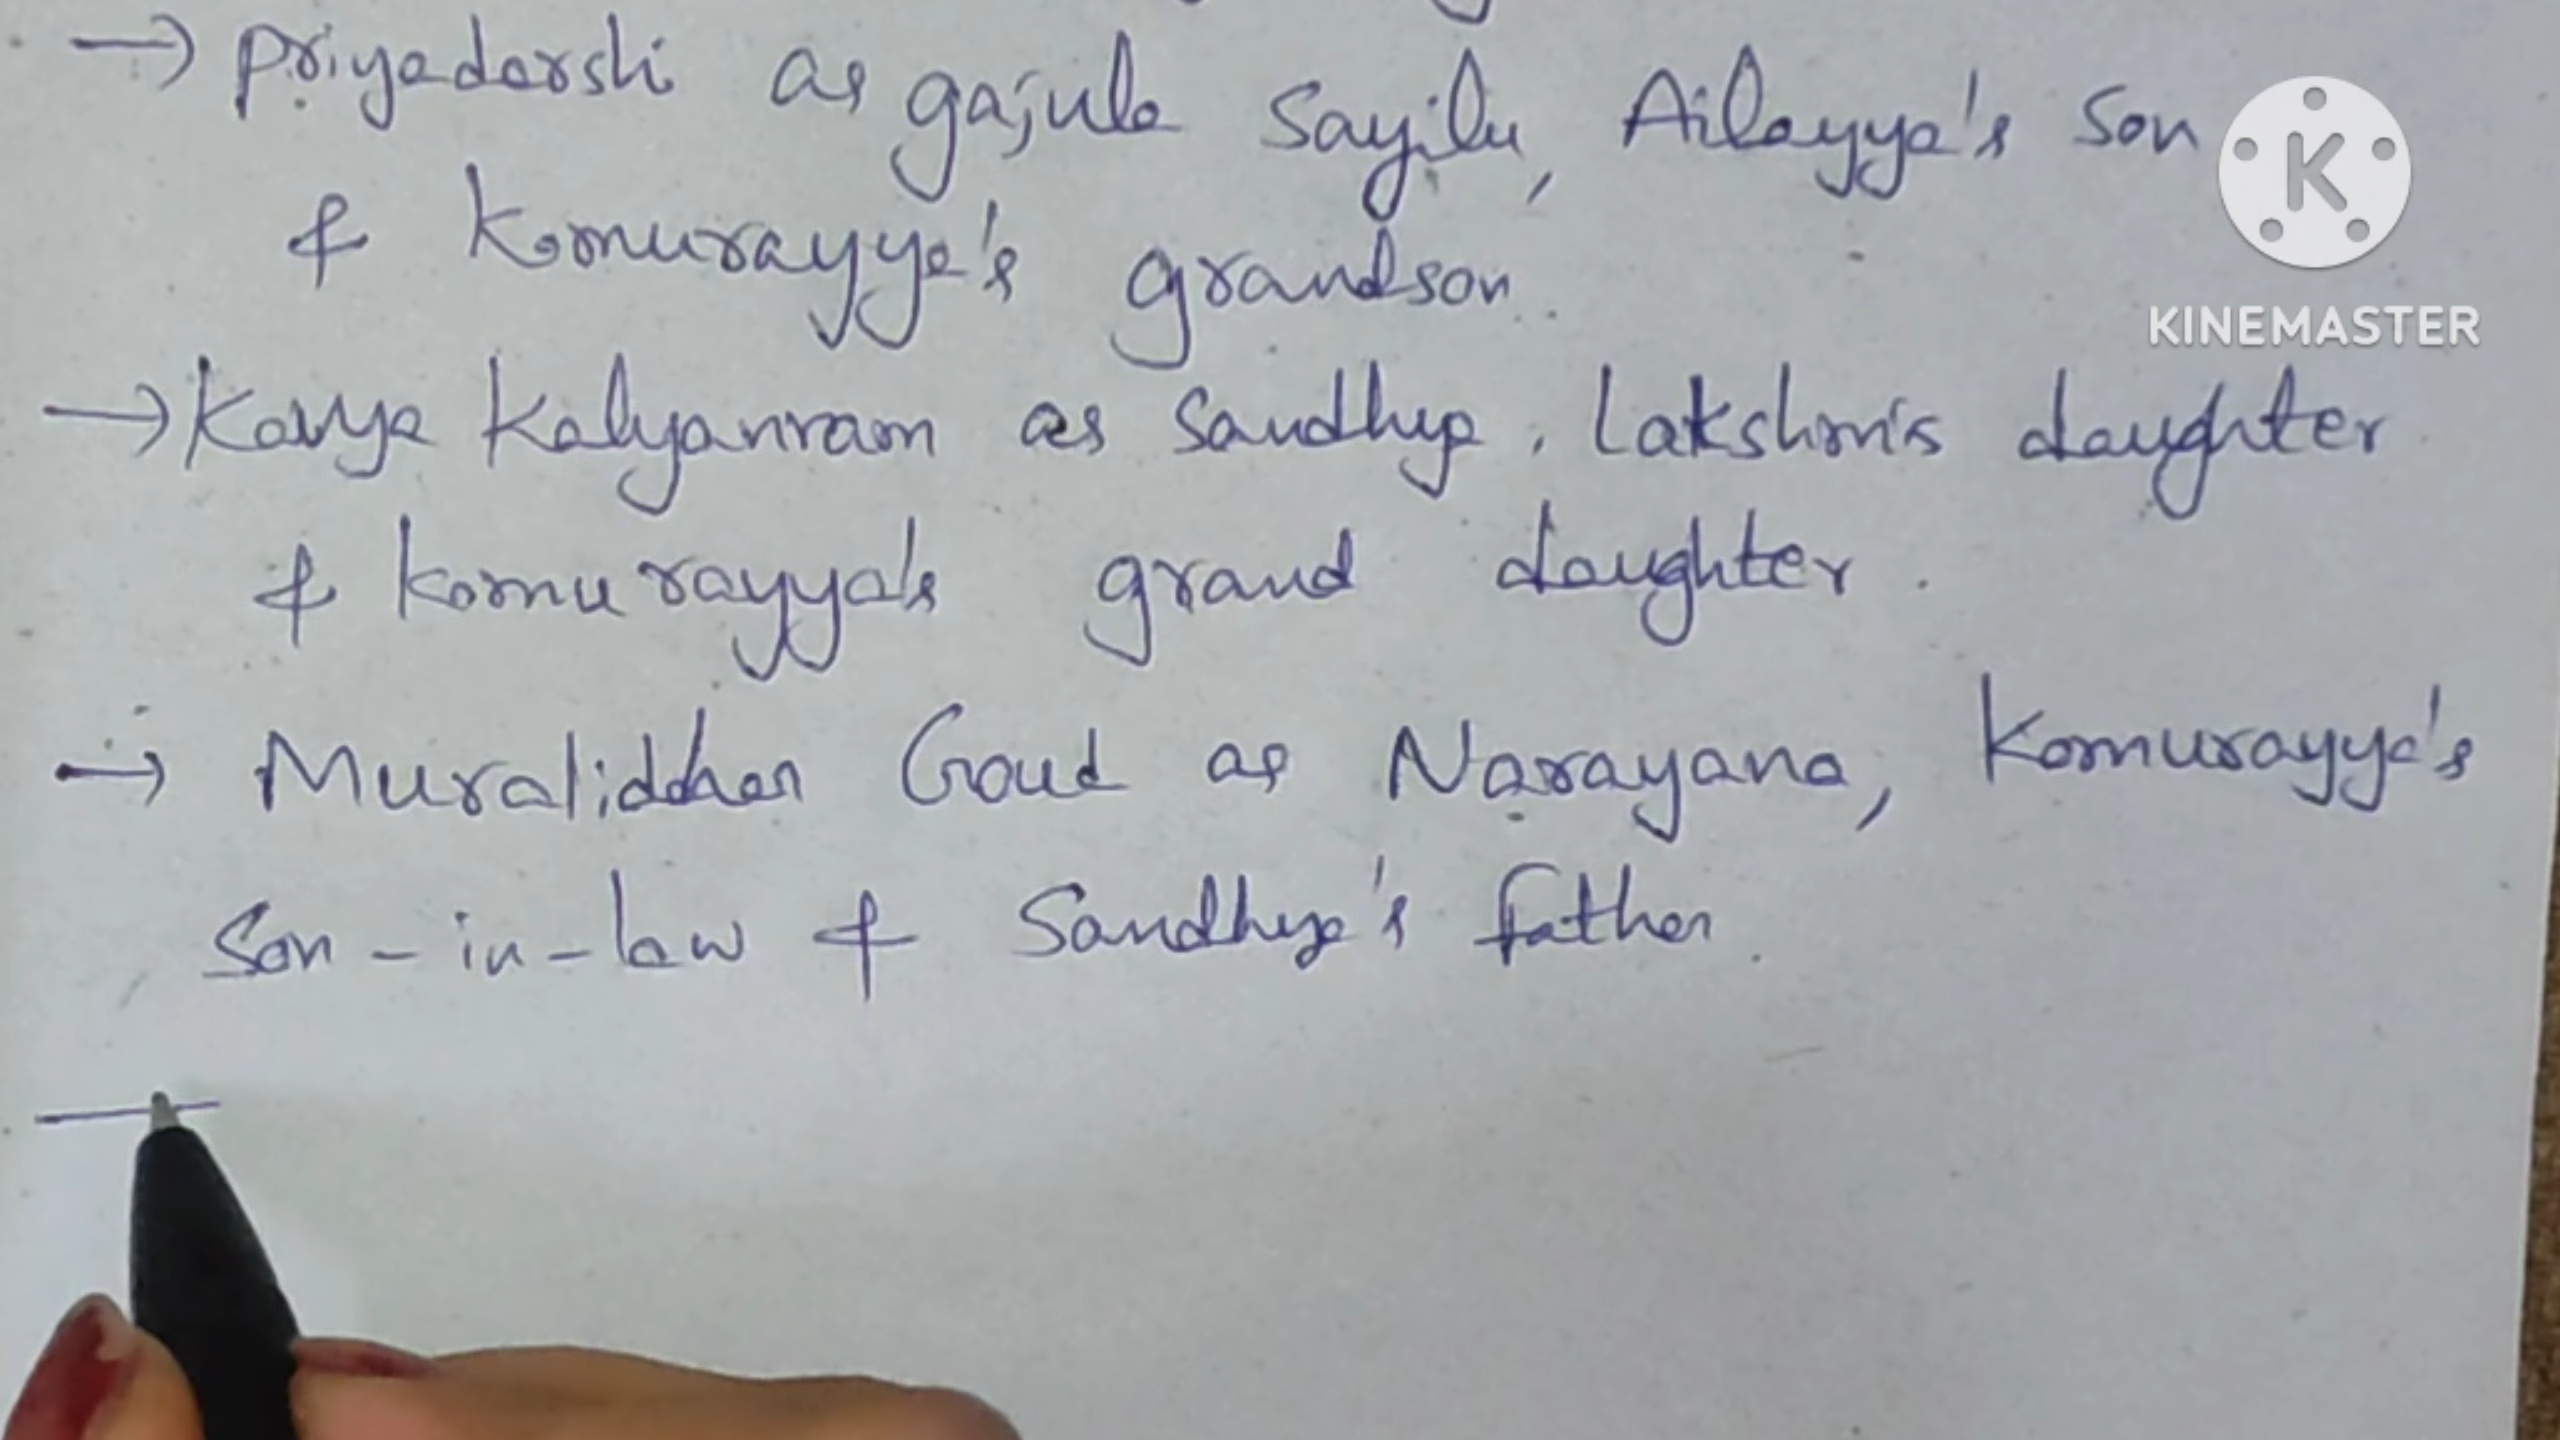 → Priyadarshi as gajula Sayilu, Ailayya's Son
& Komurayya's grandson.
K
KINEMASTER
→ Kavya Kalyanram as Sandhya, Lakshmi's daughter
& Komurayya's grand daughter.
→ Muraliddhar Goud as Narayana, Komurayya's
Son-in-law & Sandhya's father.